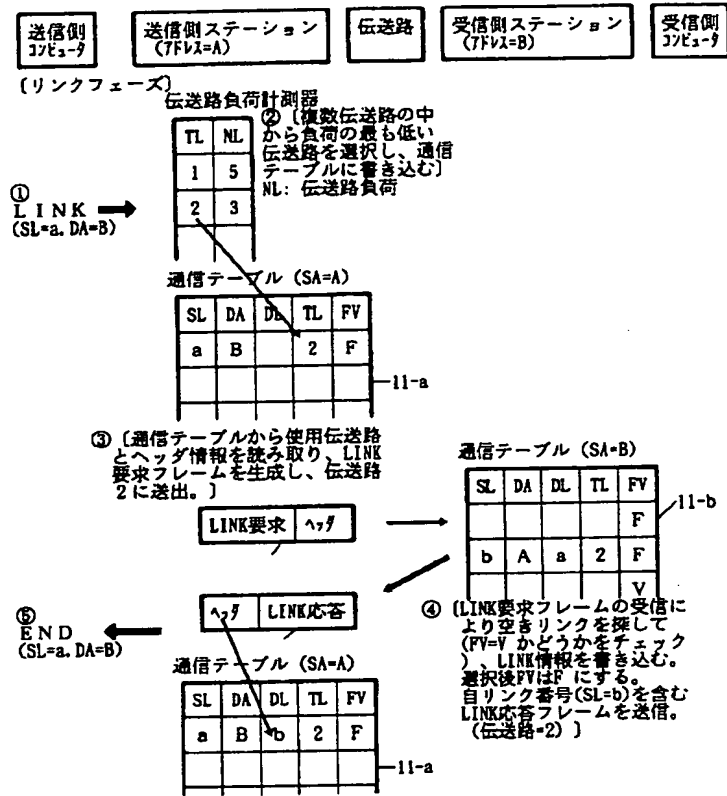 送信側
コンピュータ
送信側ステーション
(アドレス=A)
伝送路
受信側ステーション
(アドレス=B)
受信側
コンピュータ
〔リンクフェーズ〕
伝送路負荷計測器
TL NL
1 5
2 3
② 〔複数伝送路の中
から負荷の最も低い
伝送路を選択し、通信
テーブルに書き込む〕
NL: 伝送路負荷
①
LINK
(SL=a. DA=B)
通信テーブル (SA=A)
SL DA DL TL FV
a B 2 F
11-a
③ 〔通信テーブルから使用伝送路
とヘッダ情報を読み取り、LINK
要求フレームを生成し、伝送路
2に送出。〕
LINK要求 ヘッダ
通信テーブル (SA=B)
SL DA DL TL FV
F
b A a 2 F
V
11-b
④ 〔LINK要求フレームの受信に
より空きリンクを探して
(FV=V かどうかをチェック
)、LINK情報を書き込む。
選択後FVはF にする。
自リンク番号(SL=b)を含む
LINK応答フレームを送信。
(伝送路=2) 〕
ヘッダ LINK応答
⑤
END
(SL=a. DA=B)
通信テーブル (SA=A)
SL DA DL TL FV
a B b 2 F
11-a